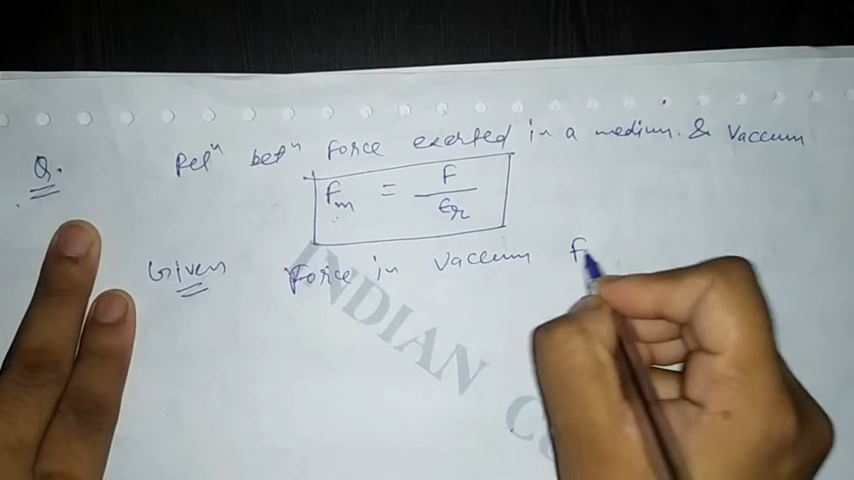 Q. Relⁿ betⁿ force exerted in a medium & vaccum
Fm = F / εr
Given force in vaccum F
INDIAN